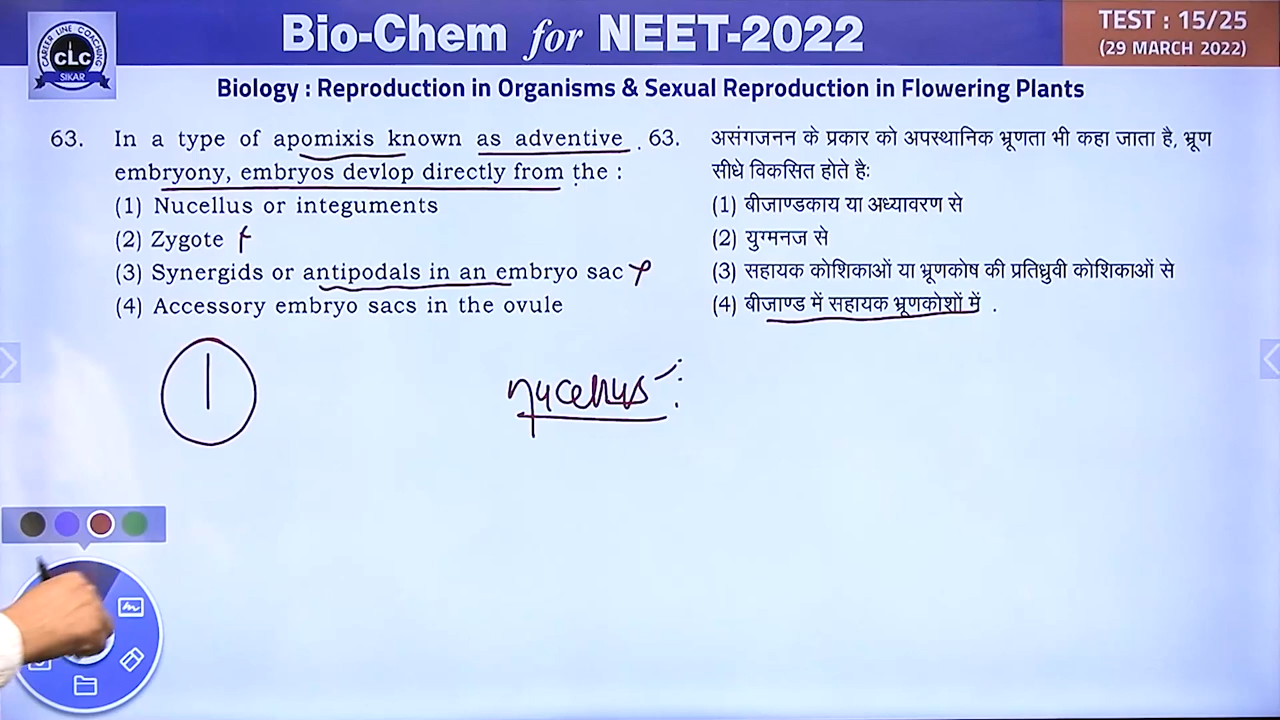 CAREER LINE COACHING
CLC
SIKAR
Bio-Chem for NEET-2022
TEST : 15/25
(29 MARCH 2022)
Biology : Reproduction in Organisms & Sexual Reproduction in Flowering Plants
63. In a type of apomixis known as adventive
embryony, embryos devlop directly from the :
(1) Nucellus or integuments
(2) Zygote
(3) Synergids or antipodals in an embryo sac
(4) Accessory embryo sacs in the ovule
63. असंगजनन के प्रकार को अपस्थानिक भ्रूणता भी कहा जाता है, भ्रूण
सीधे विकसित होते हैः
(1) बीजाण्डकाय या अध्यावरण से
(2) युग्मनज से
(3) सहायक कोशिकाओं या भ्रूणकोष की प्रतिध्रुवी कोशिकाओं से
(4) बीजाण्ड में सहायक भ्रूणकोशों में .
1
nucellus